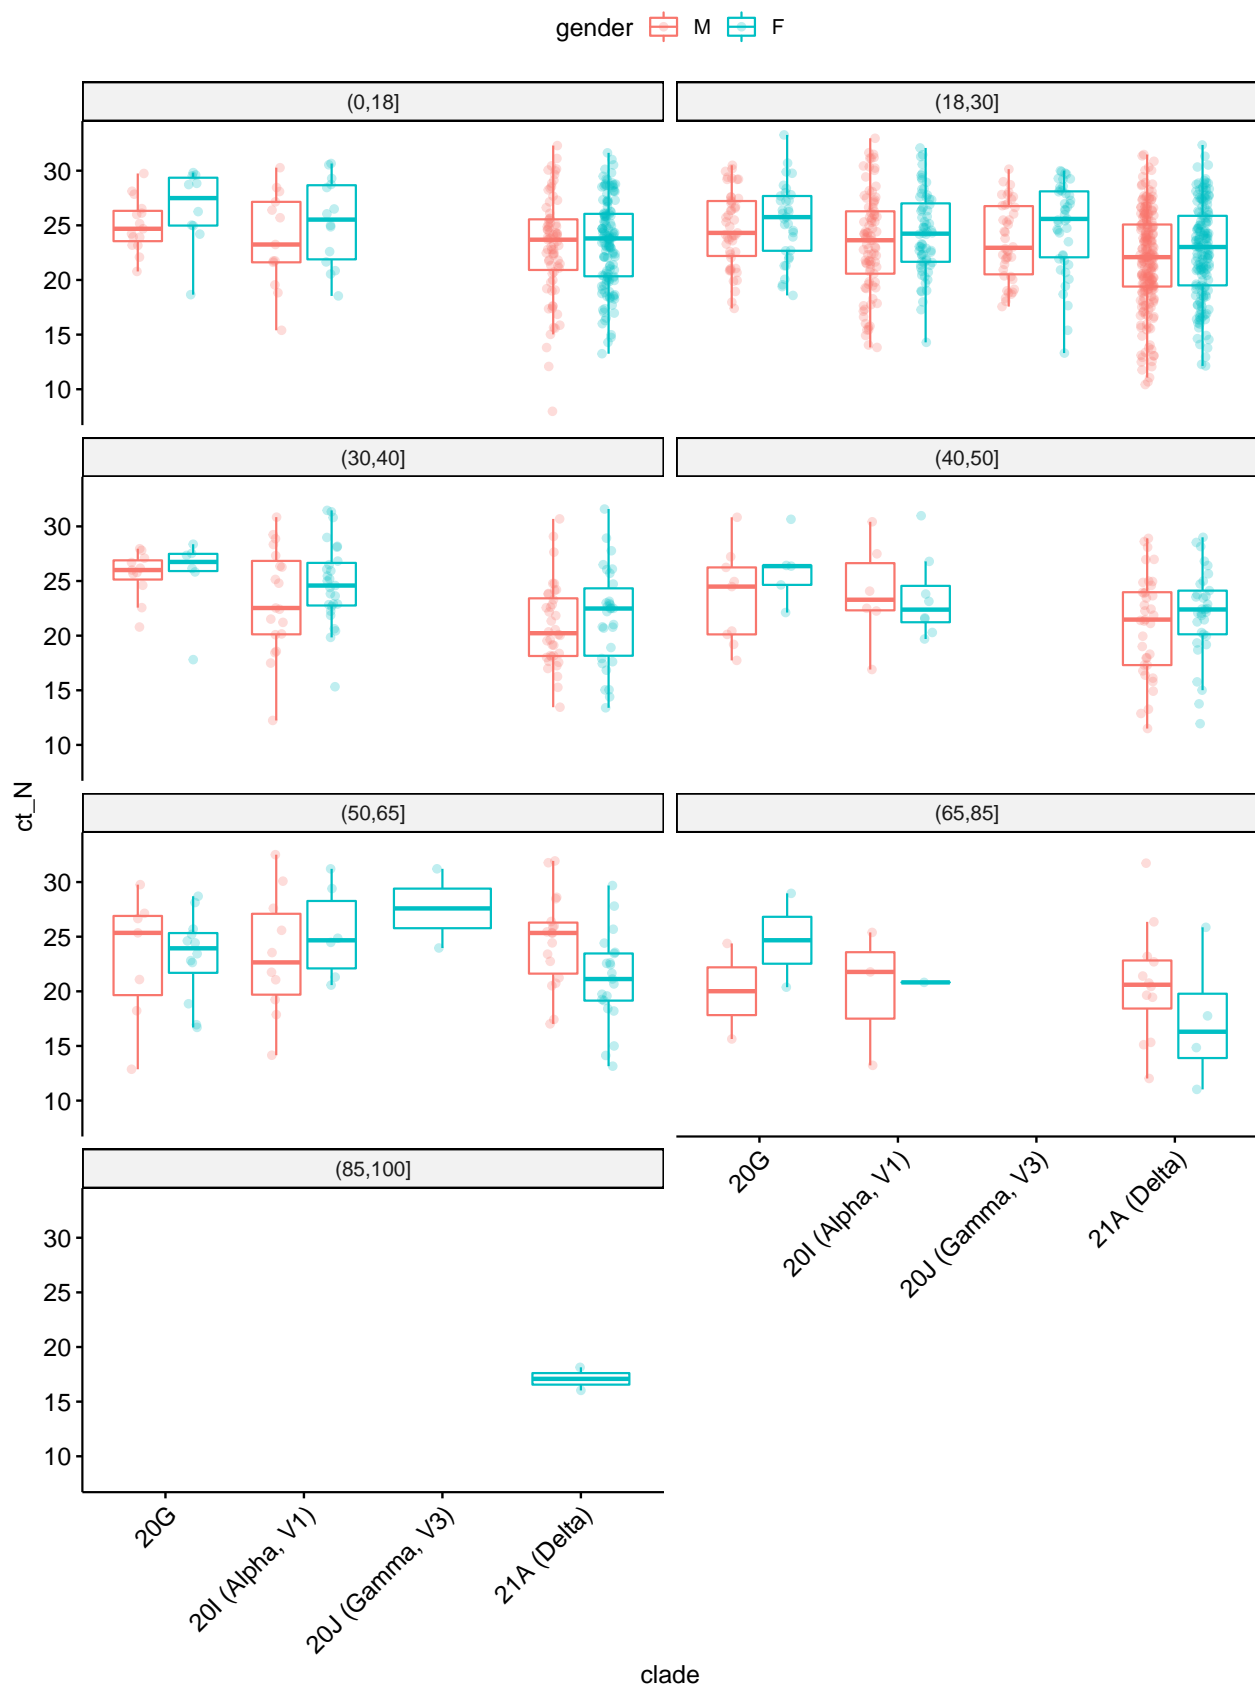 gender M F
(0,18] (18,30]
30
25
20
15
10
(30,40] (40,50]
30
25
20
15
10
ct_N
(50,65] (65,85]
30
25
20
15
10
20G
20I (Alpha, V1)
20J (Gamma, V3)
21A (Delta)
(85,100]
30
25
20
15
10
20G
20I (Alpha, V1)
20J (Gamma, V3)
21A (Delta)
clade